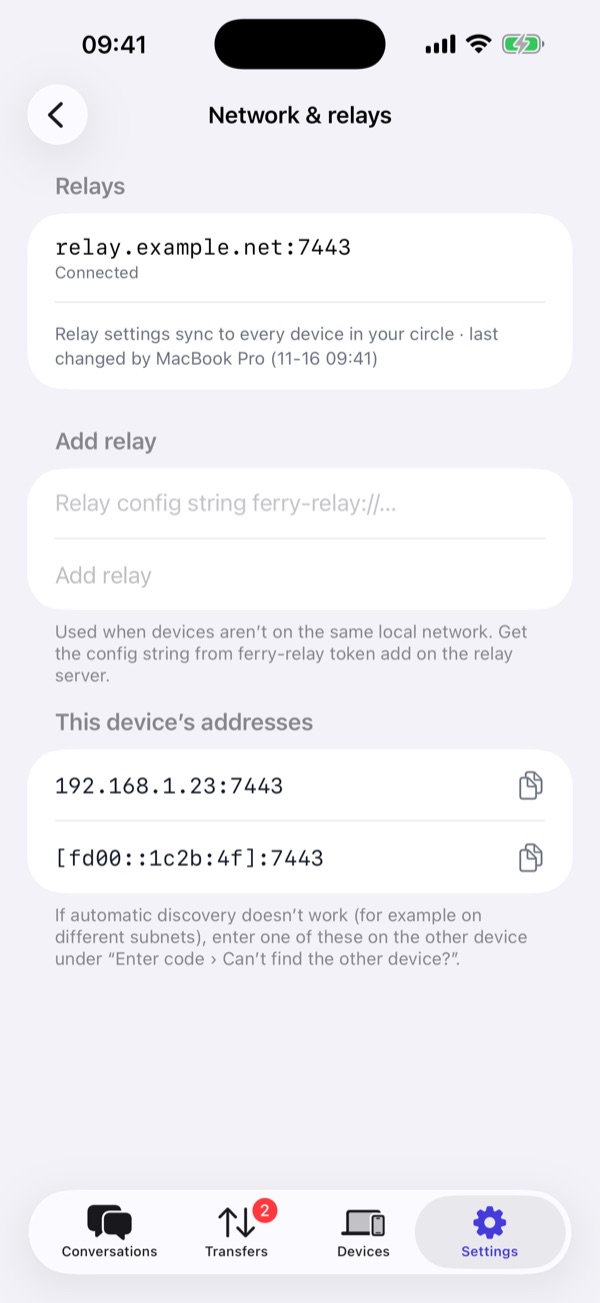 09:41
Network & relays
Relays
relay.example.net:7443
Connected
Relay settings sync to every device in your circle · last
changed by MacBook Pro (11-16 09:41)
Add relay
Relay config string ferry-relay://...
Add relay
Used when devices aren’t on the same local network. Get
the config string from ferry-relay token add on the relay
server.
This device’s addresses
192.168.1.23:7443
[fd00::1c2b:4f]:7443
If automatic discovery doesn’t work (for example on
different subnets), enter one of these on the other device
under “Enter code › Can’t find the other device?”.
2
Conversations
Transfers
Devices
Settings